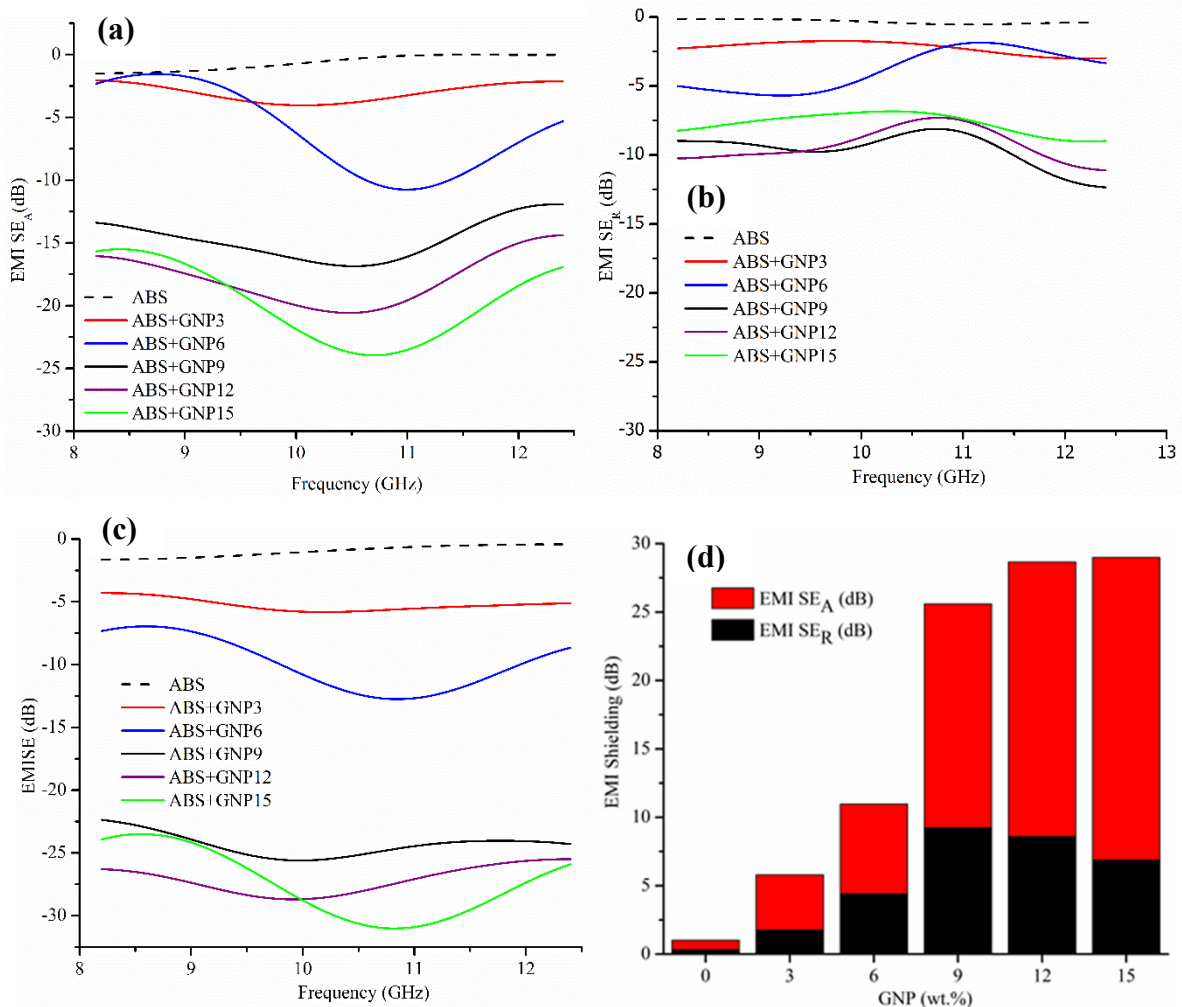 (a)
0
-5
-10
-15
-20
-25
-30
EMI SEA (dB)
ABS
ABS+GNP3
ABS+GNP6
ABS+GNP9
ABS+GNP12
ABS+GNP15
8
9
10
11
12
Frequency (GHz)
(b)
0
-5
-10
-15
-20
-25
-30
EMI SER (dB)
ABS
ABS+GNP3
ABS+GNP6
ABS+GNP9
ABS+GNP12
ABS+GNP15
8
9
10
11
12
13
Frequency (GHz)
(c)
0
-5
-10
-15
-20
-25
-30
EMISE (dB)
ABS
ABS+GNP3
ABS+GNP6
ABS+GNP9
ABS+GNP12
ABS+GNP15
8
9
10
11
12
Frequency (GHz)
(d)
30
25
20
15
10
5
0
EMI Shielding (dB)
EMI SEA (dB)
EMI SER (dB)
0
3
6
9
12
15
GNP (wt.%)